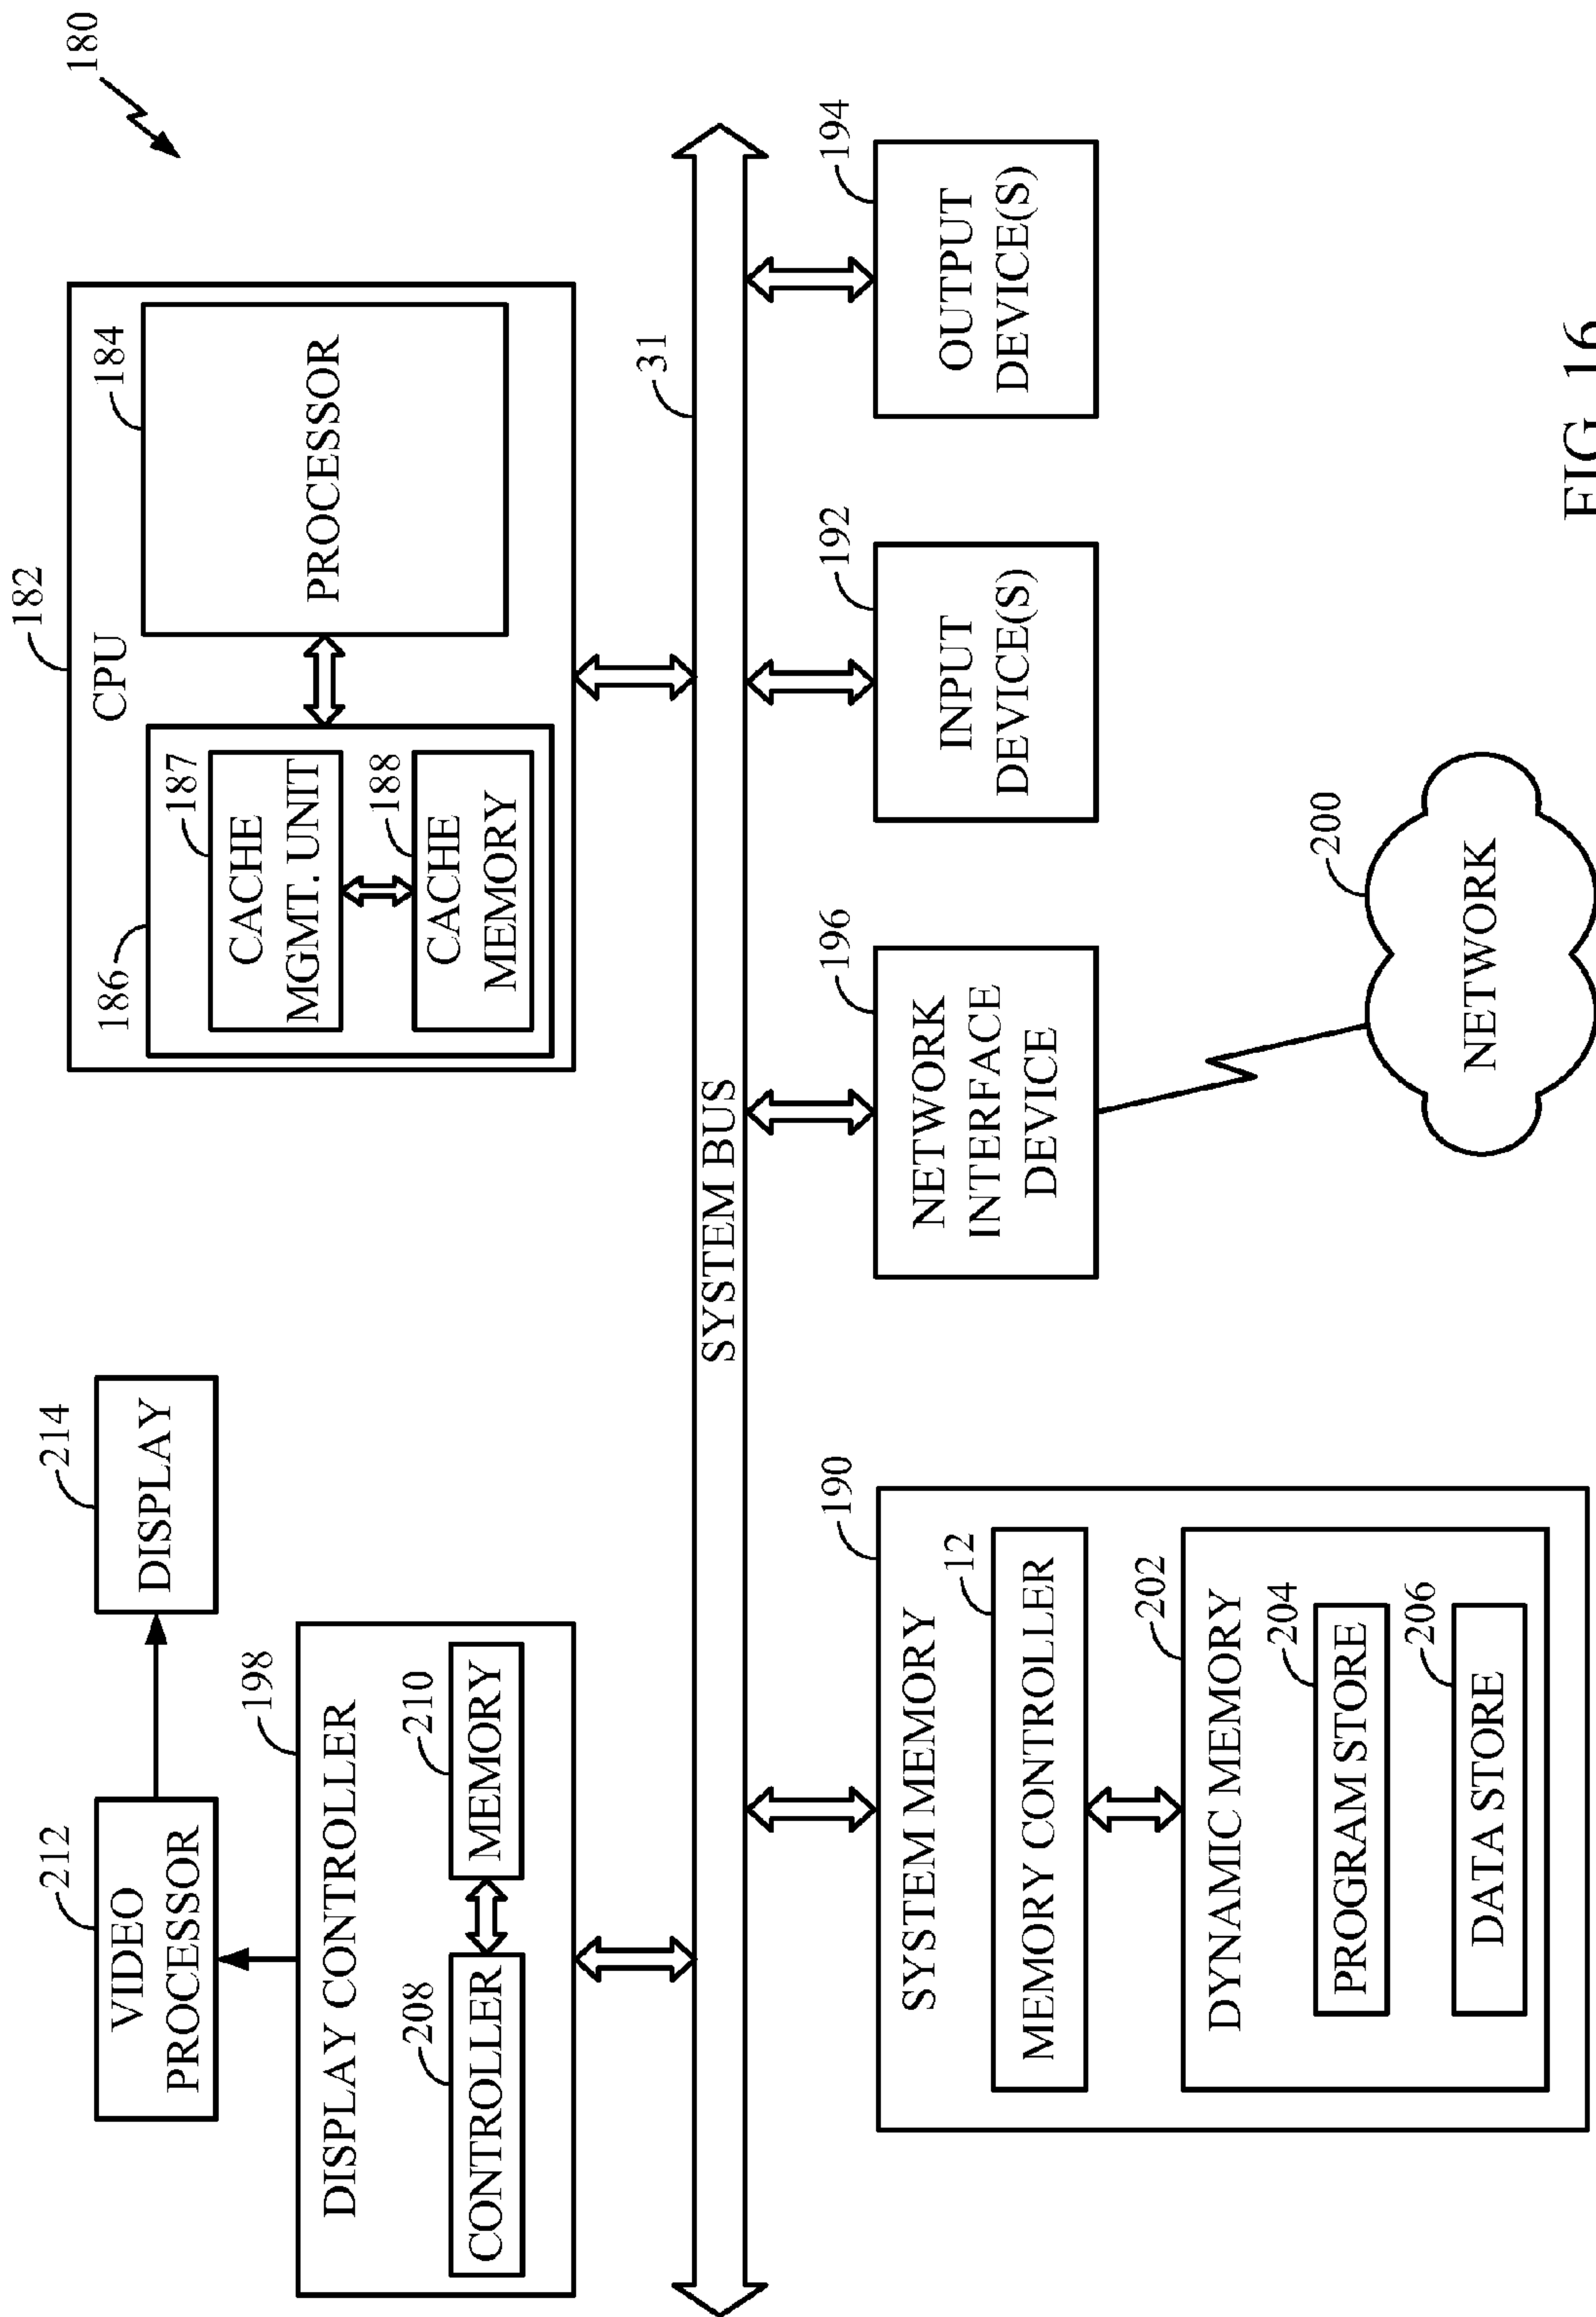 180
182
CPU
184
PROCESSOR
186
187
CACHE
MGMT. UNIT
188
CACHE
MEMORY
212
VIDEO
PROCESSOR
214
DISPLAY
198
DISPLAY CONTROLLER
208
CONTROLLER
210
MEMORY
SYSTEM BUS
31
190
SYSTEM MEMORY
12
MEMORY CONTROLLER
202
DYNAMIC MEMORY
204
PROGRAM STORE
206
DATA STORE
196
NETWORK
INTERFACE
DEVICE
192
INPUT
DEVICE(S)
194
OUTPUT
DEVICE(S)
200
NETWORK
FIG. 16